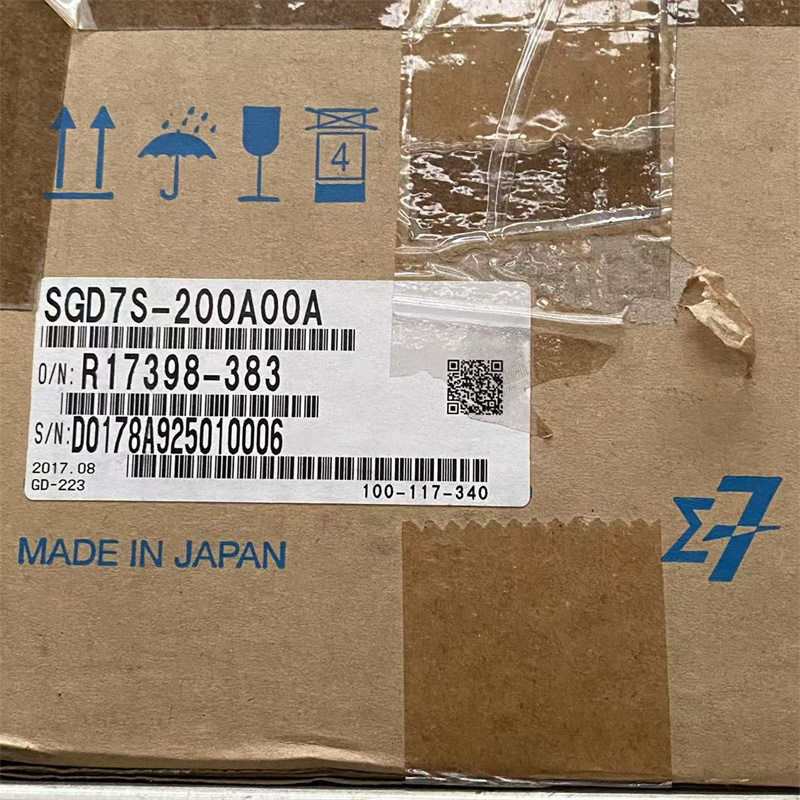 4
SGD7S-200A00A
O/N: R17398-383
S/N: D0178A925010006
2017.08
GD-223
100-117-340
Σ-7
MADE IN JAPAN